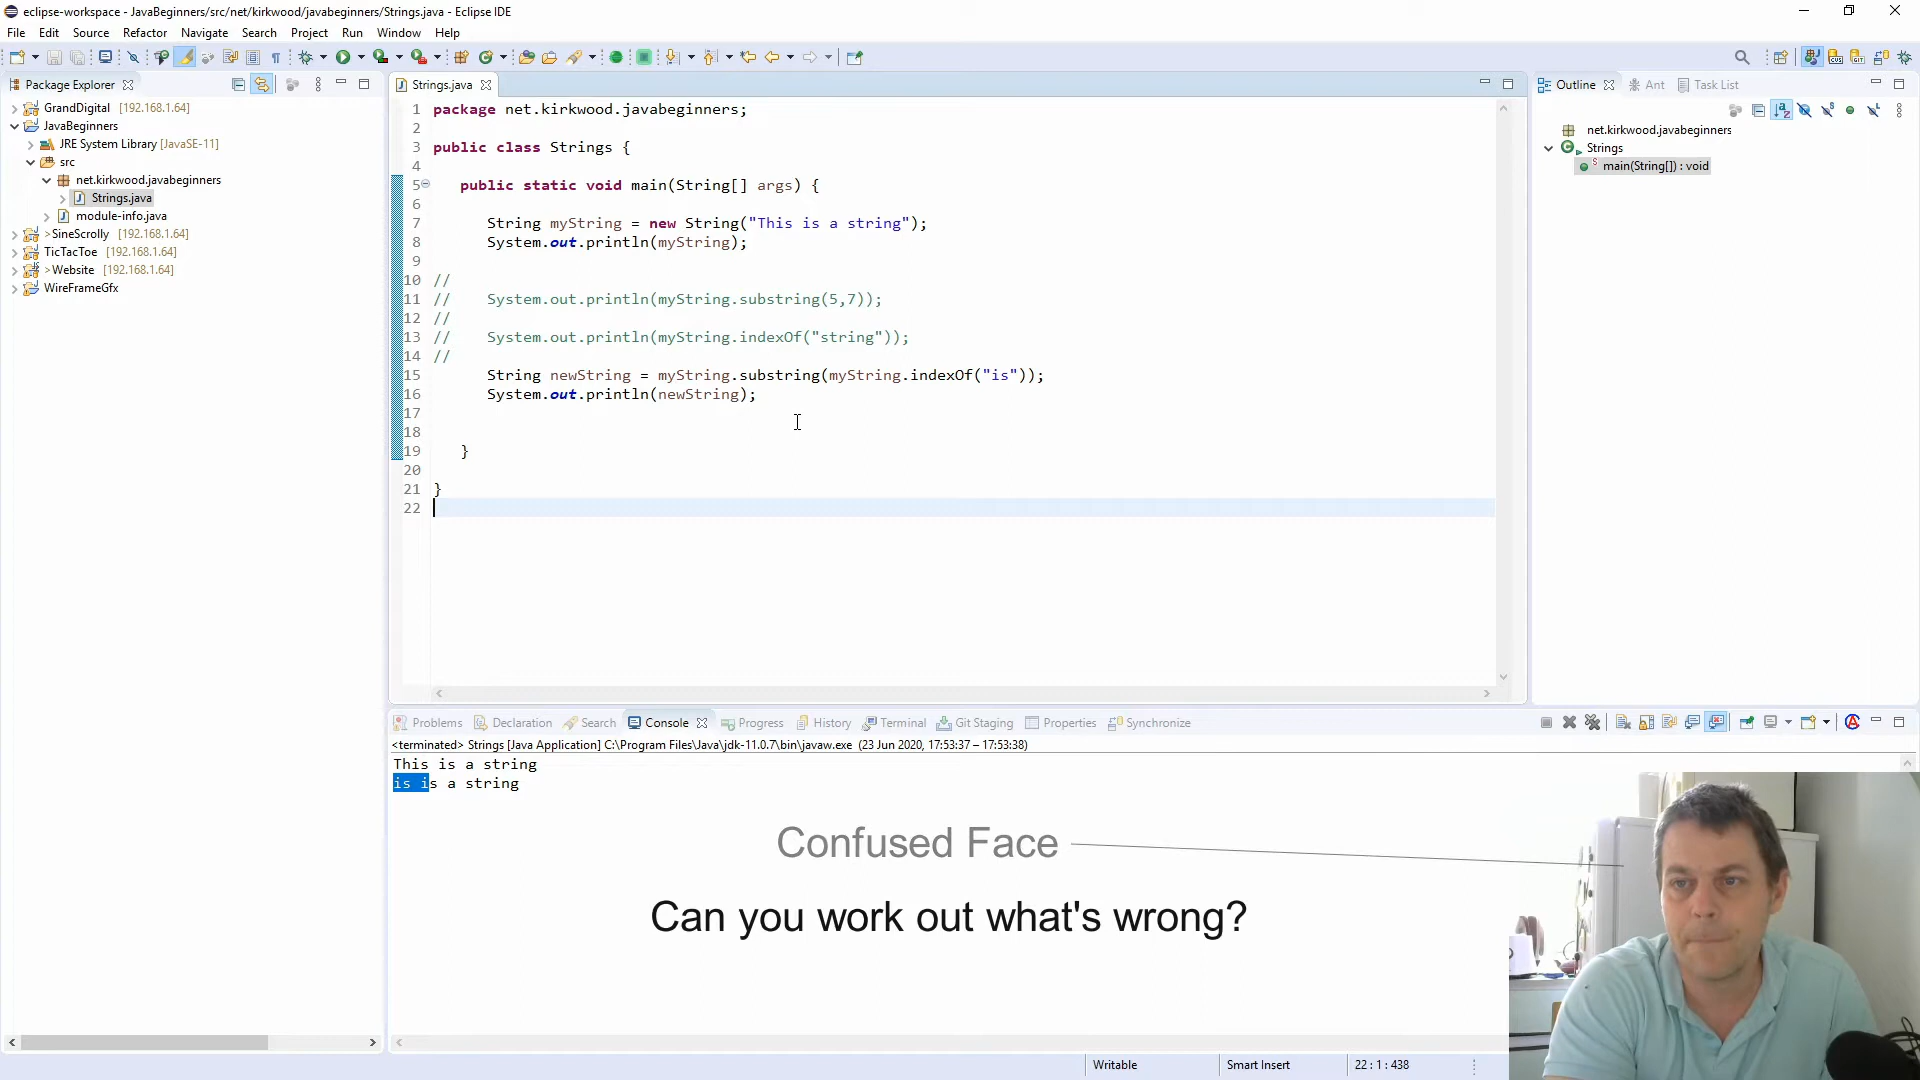 eclipse-workspace - JavaBeginners/src/net/kirkwood/javabeginners/Strings.java - Eclipse IDE
File Edit Source Refactor Navigate Search Project Run Window Help
Package Explorer
GrandDigital [192.168.1.64]
JavaBeginners
JRE System Library [JavaSE-11]
src
net.kirkwood.javabeginners
Strings.java
module-info.java
>SineScrolly [192.168.1.64]
TicTacToe [192.168.1.64]
>Website [192.168.1.64]
WireFrameGfx
Strings.java
1 package net.kirkwood.javabeginners;
2
3 public class Strings {
4
5 public static void main(String[] args) {
6
7 String myString = new String("This is a string");
8 System.out.println(myString);
9
10 //
11 // System.out.println(myString.substring(5,7));
12 //
13 // System.out.println(myString.indexOf("string"));
14 //
15 String newString = myString.substring(myString.indexOf("is"));
16 System.out.println(newString);
17
18
19 }
20
21 }
22
Outline Ant Task List
net.kirkwood.javabeginners
Strings
main(String[]) : void
Problems Declaration Search Console Progress History Terminal Git Staging Properties Synchronize
<terminated> Strings [Java Application] C:\Program Files\Java\jdk-11.0.7\bin\javaw.exe (23 Jun 2020, 17:53:37 – 17:53:38)
This is a string
is is a string
Confused Face
Can you work out what's wrong?
Writable Smart Insert 22 : 1 : 438